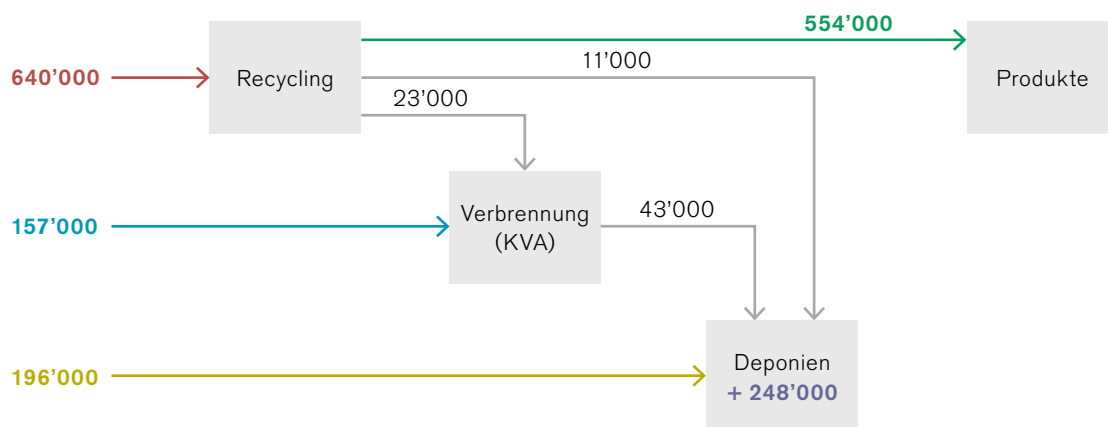 554’000
11’000
640’000
Recycling
Produkte
23’000
Verbrennung
(KVA)
43’000
157’000
Deponien
+ 248’000
196’000